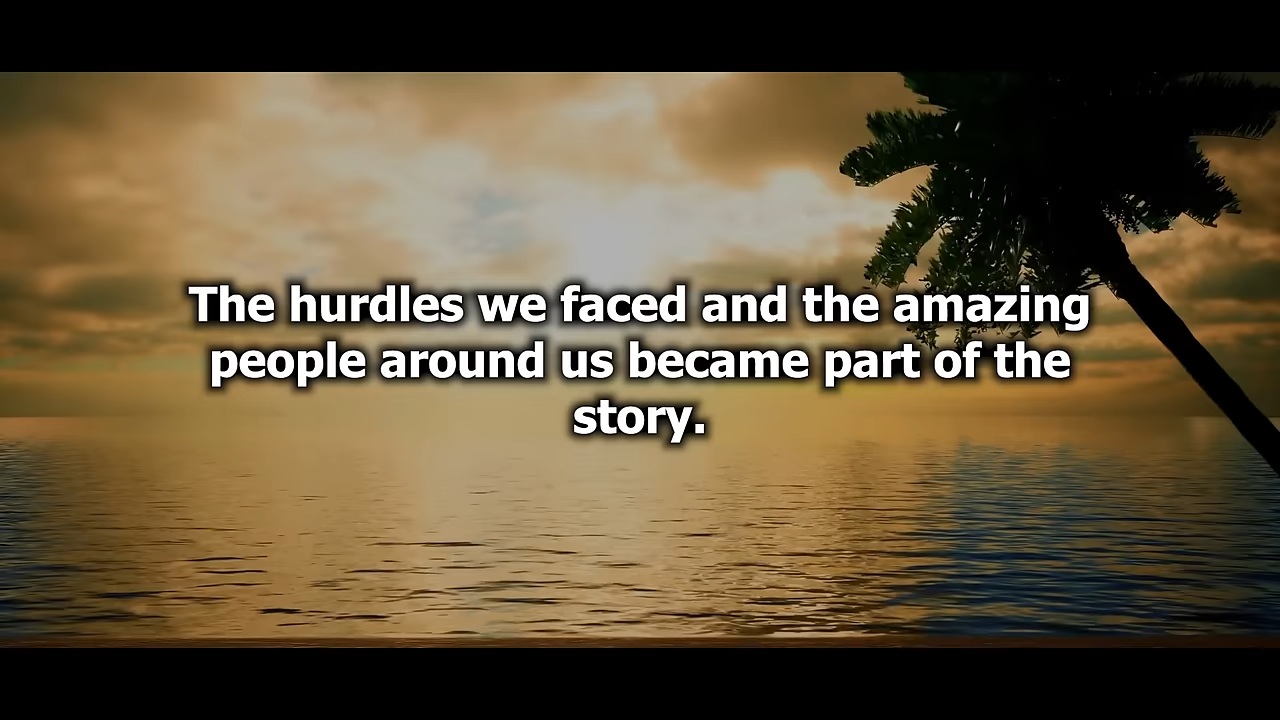 The hurdles we faced and the amazing
people around us became part of the
story.